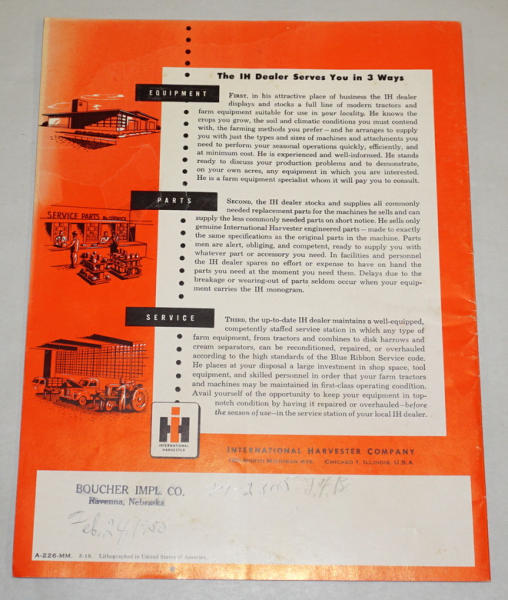 The IH Dealer Serves You in 3 Ways
EQUIPMENT
First, in his attractive place of business the IH dealer
displays and stocks a full line of modern tractors and
farm equipment suitable for use in your locality. He knows the
crops you grow, the soil and climatic conditions you must contend
with, the farming methods you prefer—and he arranges to supply
you with just the types and sizes of machines and attachments you
need to perform your seasonal operations quickly, efficiently, and
at minimum cost. He is experienced and well-informed. He stands
ready to discuss your production problems and to demonstrate,
on your own acres, any equipment in which you are interested.
He is a farm equipment specialist whom it will pay you to consult.
PARTS
SERVICE PARTS McCORMICK
Second, the IH dealer stocks and supplies all commonly
needed replacement parts for the machines he sells and can
supply the less commonly needed parts on short notice. He sells only
genuine International Harvester engineered parts—made to exactly
the same specifications as the original parts in the machine. Parts
men are alert, obliging, and competent, ready to supply you with
whatever part or accessory you need. In facilities and personnel
the IH dealer spares no effort or expense to have on hand the
parts you need at the moment you need them. Delays due to the
breakage or wearing-out of parts seldom occur when your equip-
ment carries the IH monogram.
SERVICE
Third, the up-to-date IH dealer maintains a well-equipped,
competently staffed service station in which any type of
farm equipment, from tractors and combines to disk harrows and
cream separators, can be reconditioned, repaired, or overhauled
according to the high standards of the Blue Ribbon Service code.
He places at your disposal a large investment in shop space, tool
equipment, and skilled personnel in order that your farm tractors
and machines may be maintained in first-class operating condition.
Avail yourself of the opportunity to keep your equipment in top-
notch condition by having it repaired or overhauled—before
the season of use—in the service station of your local IH dealer.
IH
INTERNATIONAL
HARVESTER
INTERNATIONAL HARVESTER COMPANY
180 North Michigan Ave. Chicago 1, Illinois, U.S.A.
BOUCHER IMPL. CO.
Ravenna, Nebraska
Feb. 24, 1950
A-226-MM. Lithographed in United States of America.